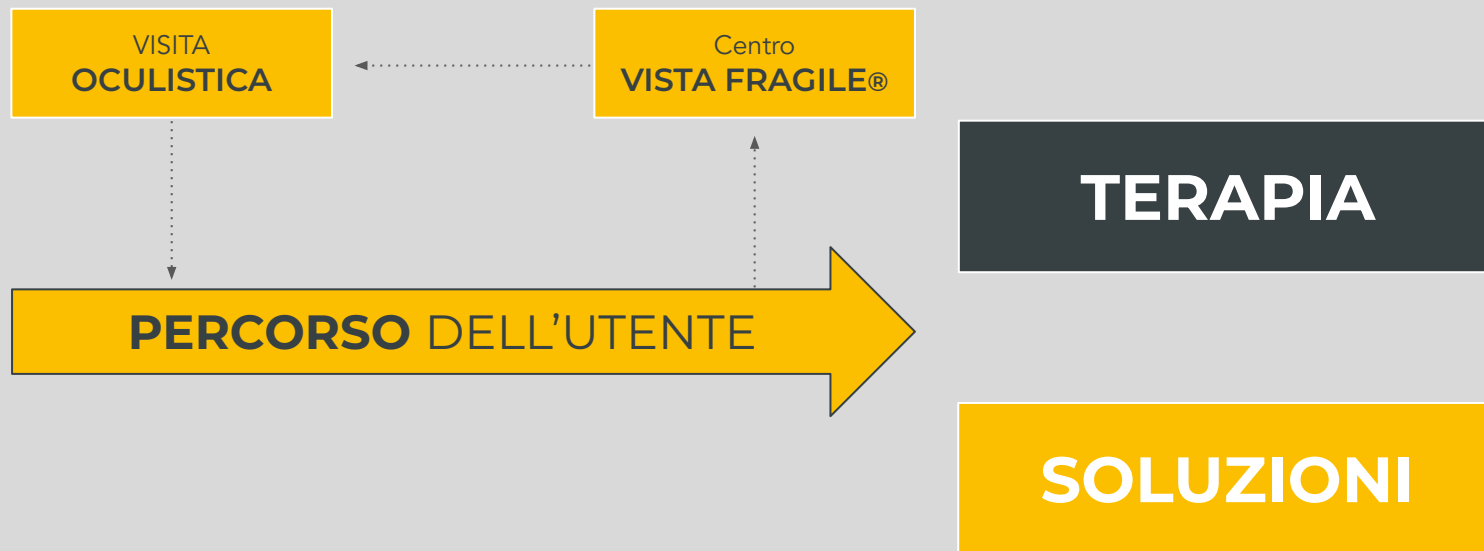 VISITA
OCULISTICA
Centro
VISTA FRAGILE®
TERAPIA
PERCORSO DELL'UTENTE
SOLUZIONI